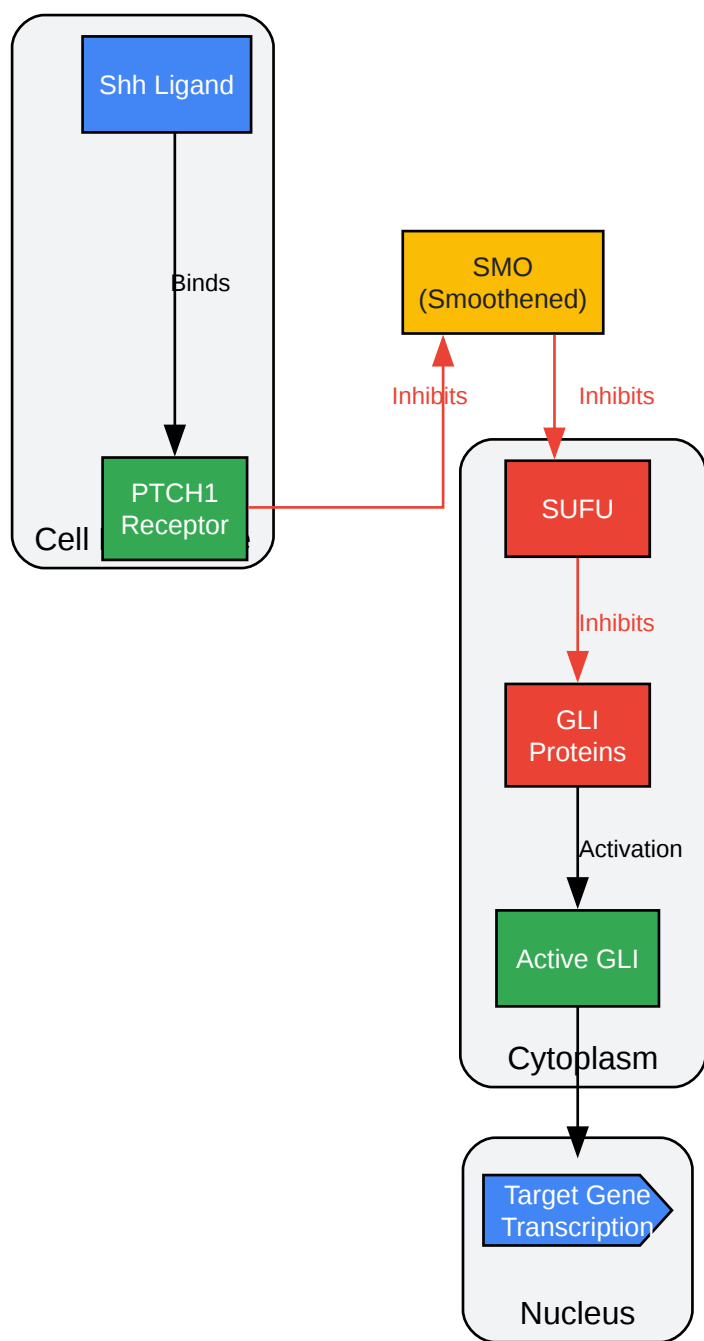 Shh Ligand
Binds
SMO
(Smoothened)
Inhibits
Inhibits
PTCH1
Receptor
Cell
SUFU
Inhibits
GLI
Proteins
Activation
Active GLI
Cytoplasm
Target Gene
Transcription
Nucleus